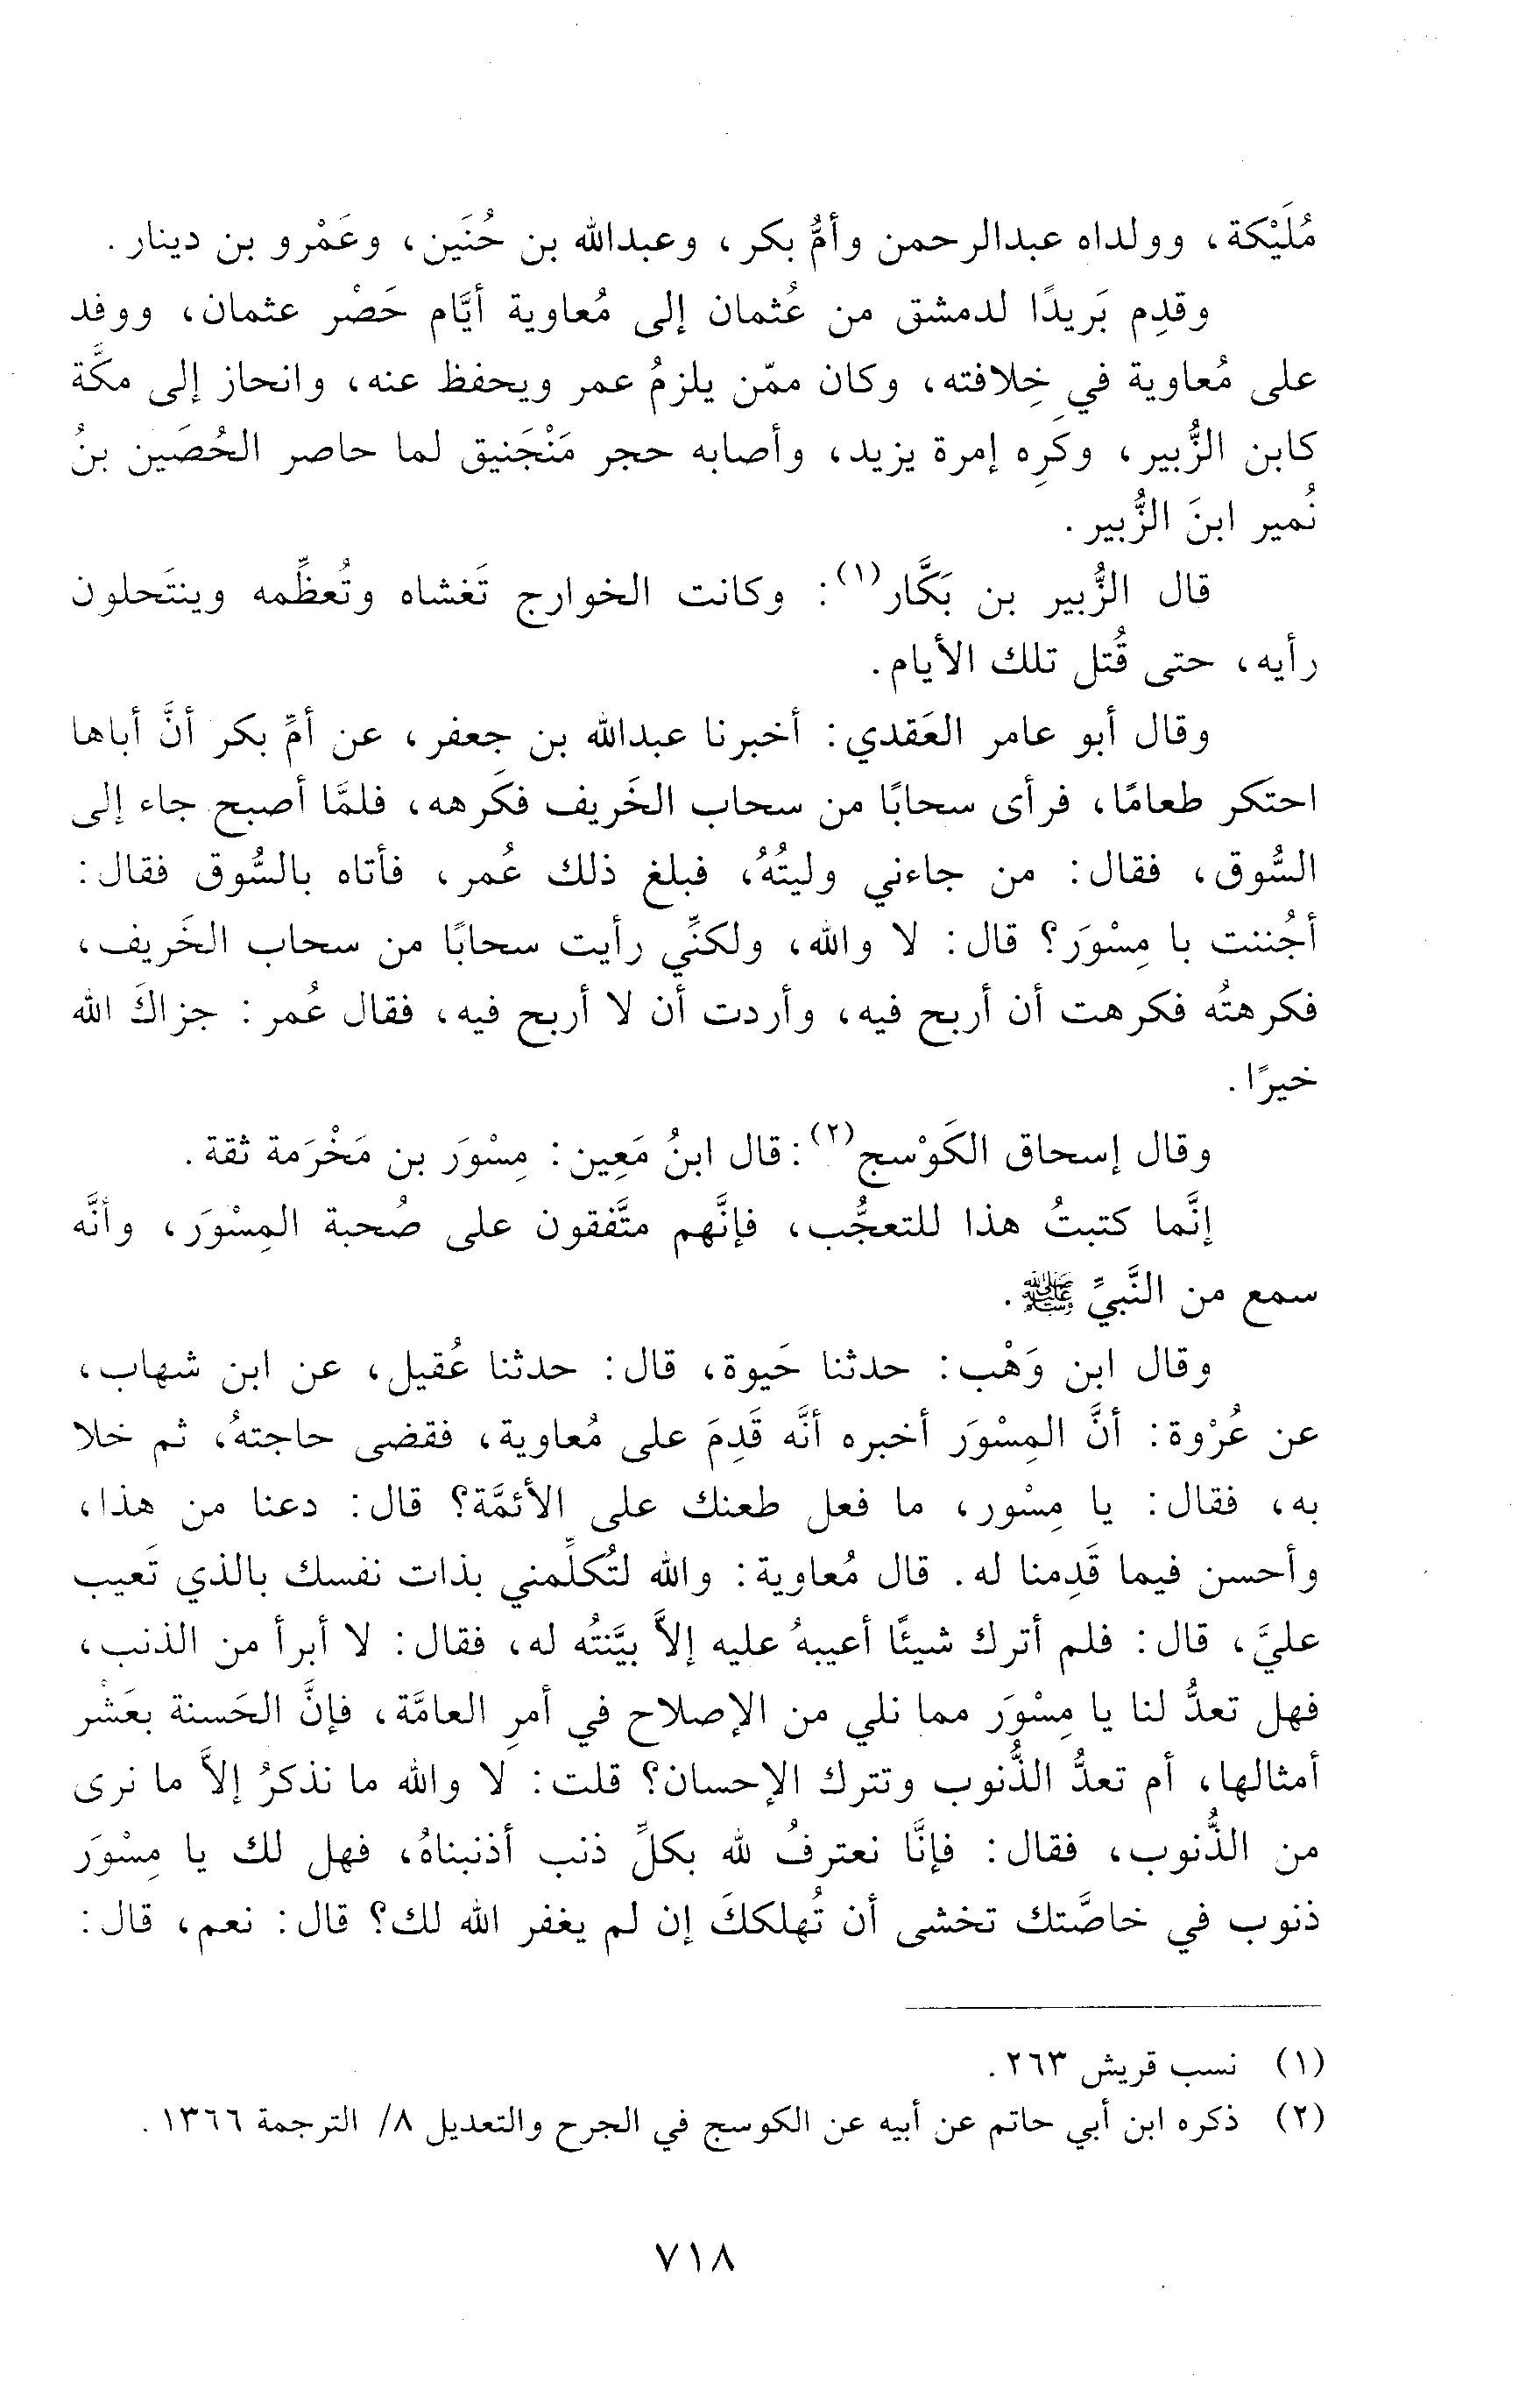 مُلَيْكة، وولداه عبدالرحمن وأمُّ بكر، وعبدالله بن حُنَين، وعَمْرو بن دينار.
وقدِم بَريدًا لدمشق من عُثمان إلى مُعاوية أيَّام حَصْر عثمان، ووفد
على مُعاوية في خِلافته، وكان ممّن يلزمُ عمر ويحفظ عنه، وانحاز إلى مكَّة
كابن الزُّبير، وكَرِه إمرة يزيد، وأصابه حجر مَنْجَنيق لما حاصر الحُصَين بنُ
نُمير ابنَ الزُّبير.
قال الزُّبير بن بَكَّار(١): وكانت الخوارج تَغشاه وتُعظِّمه وينتَحلون
رأيه، حتى قُتل تلك الأيام.
وقال أبو عامر العَقدي: أخبرنا عبدالله بن جعفر، عن أمِّ بكر أنَّ أباها
احتكر طعامًا، فرأى سحابًا من سحاب الخَريف فكَرهه، فلمَّا أصبح جاء إلى
السُّوق، فقال: من جاءني وليتُهُ، فبلغ ذلك عُمر، فأتاه بالسُّوق فقال:
أجُننت با مِسْوَر؟ قال: لا والله، ولكنِّي رأيت سحابًا من سحاب الخَريف،
فكرهتُه فكرهت أن أربح فيه، وأردت أن لا أربح فيه، فقال عُمر: جزاكَ الله
خيرًا.
وقال إسحاق الكَوْسج(٢): قال ابنُ مَعِين: مِسْوَر بن مَخْرَمة ثقة.
إنَّما كتبتُ هذا للتعجُّب، فإنَّهم متَّفقون على صُحبة المِسْوَر، وأنَّه
سمع من النَّبيِّ ﷺ.
وقال ابن وَهْب: حدثنا حَيوة، قال: حدثنا عُقيل، عن ابن شهاب،
عن عُرْوة: أنَّ المِسْوَر أخبره أنَّه قَدِمَ على مُعاوية، فقضى حاجتهُ، ثم خلا
به، فقال: يا مِسْور، ما فعل طعنك على الأئمَّة؟ قال: دعنا من هذا،
وأحسن فيما قَدِمنا له. قال مُعاوية: والله لتُكلِّمني بذات نفسك بالذي تَعيب
عليَّ، قال: فلم أترك شيئًا أعيبهُ عليه إلاَّ بيَّنتُه له، فقال: لا أبرأ من الذنب،
فهل تعدُّ لنا يا مِسْوَر مما نلي من الإصلاح في أمرِ العامَّة، فإنَّ الحَسنة بعَشْر
أمثالها، أم تعدُّ الذُّنوب وتترك الإحسان؟ قلت: لا والله ما نذكرُ إلاَّ ما نرى
من الذُّنوب، فقال: فإنَّا نعترفُ لله بكلِّ ذنب أذنبناهُ، فهل لك يا مِسْوَر
ذنوب في خاصَّتك تخشى أن تُهلككَ إن لم يغفر الله لك؟ قال: نعم، قال:
(١) نسب قريش ٢٦٣.
(٢) ذكره ابن أبي حاتم عن أبيه عن الكوسج في الجرح والتعديل ٨/ الترجمة ١٣٦٦.
٧١٨